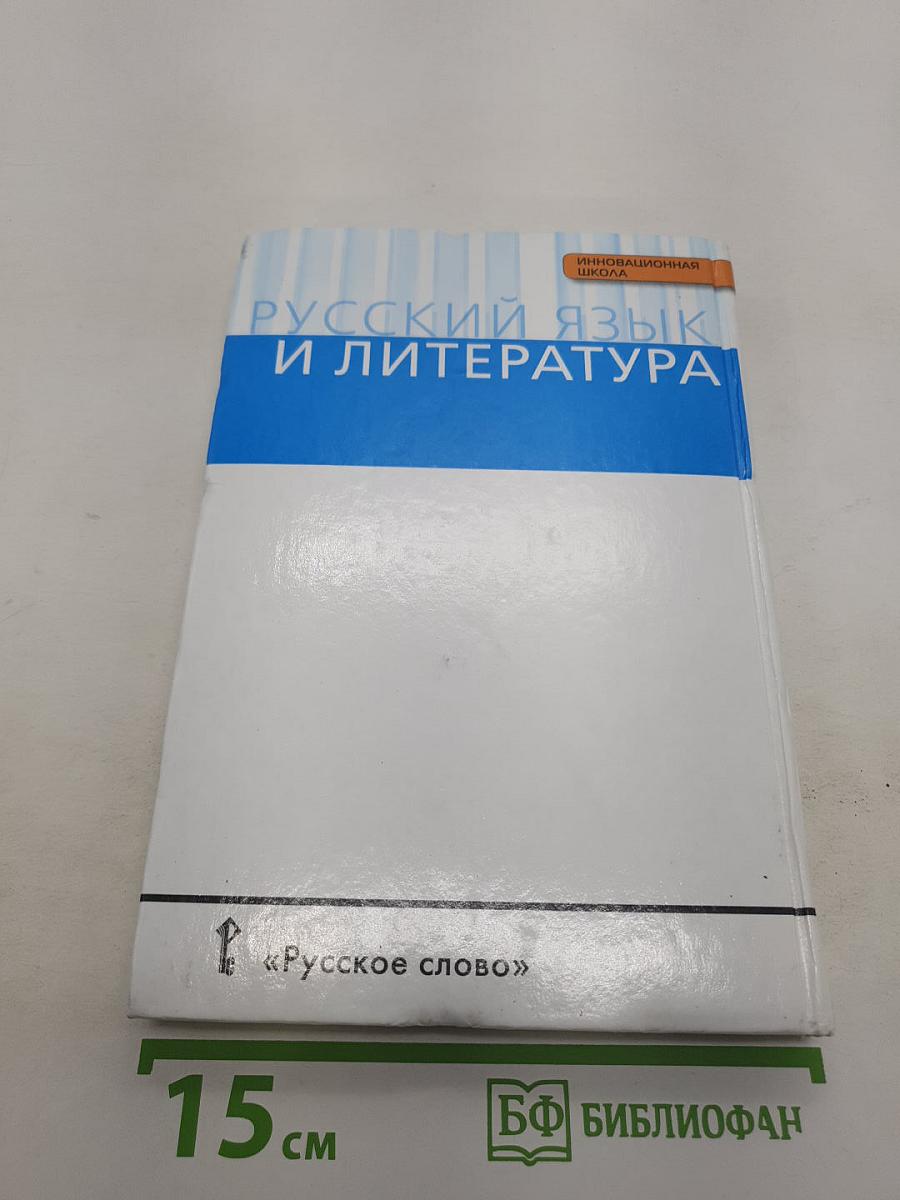 ИННОВАЦИОННАЯ
ШКОЛА
РУССКИЙ ЯЗЫК
И ЛИТЕРАТУРА
«Русское слово»
15 см
БФ БИБЛИОФАН